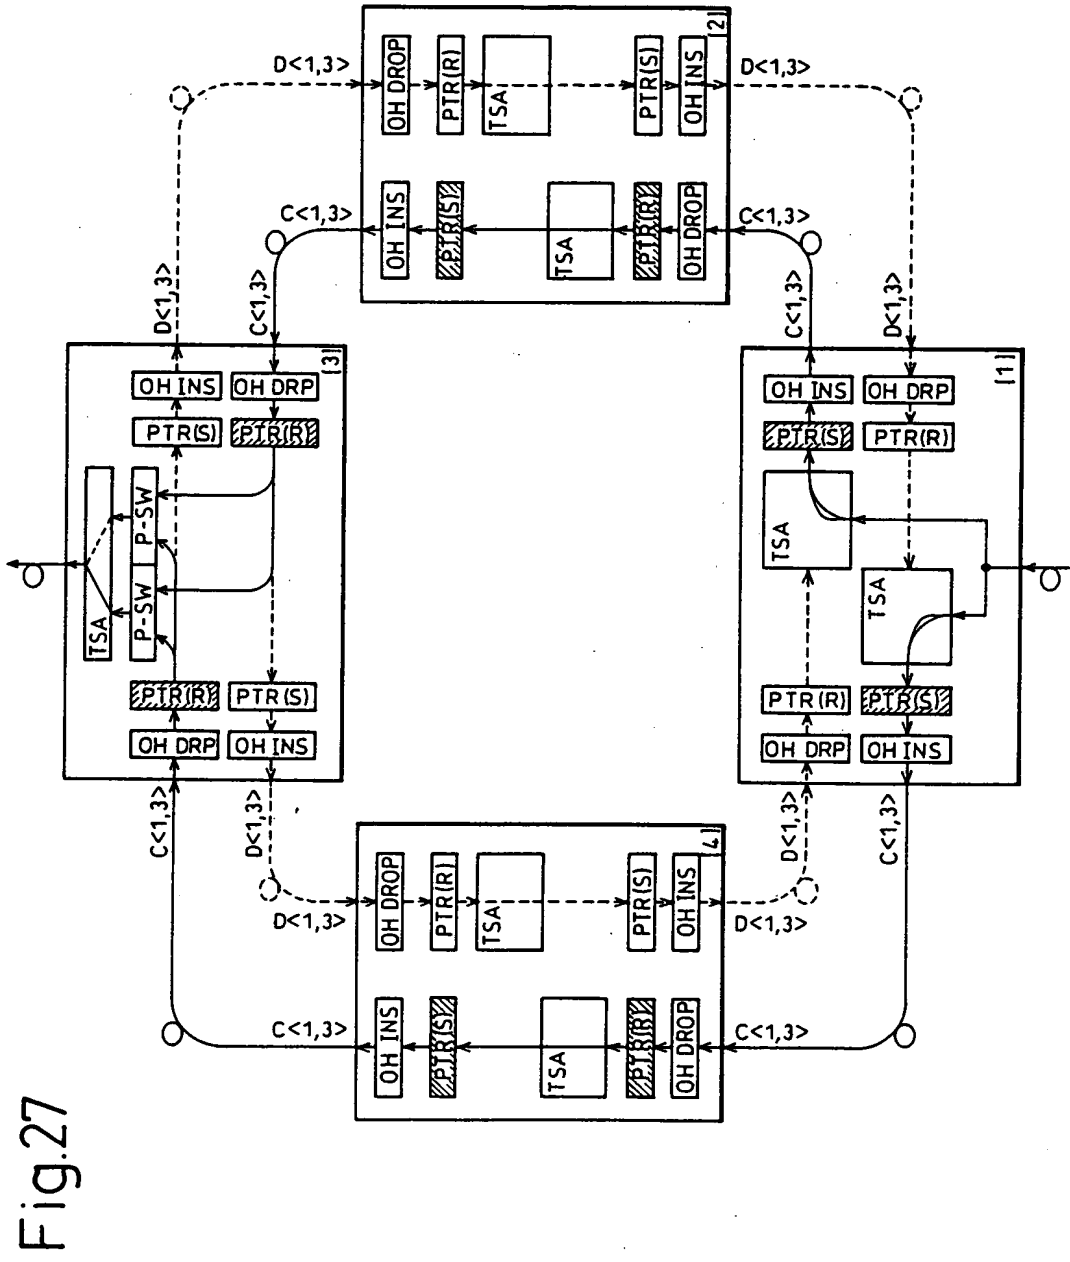 Fig.27
[3]
TSA
P-SW
P-SW
OH DRP
PTR(R)
PTR(S)
OH INS
OH INS
PTR(S)
PTR(R)
OH DRP
C<1,3>
D<1,3>
D<1,3>
C<1,3>
[2]
D<1,3>
OH DROP
PTR(R)
TSA
PTR(S)
OH INS
D<1,3>
C<1,3>
OH INS
PTR(S)
TSA
PTR(R)
OH DROP
C<1,3>
[4]
D<1,3>
OH DROP
PTR(R)
TSA
PTR(S)
OH INS
D<1,3>
C<1,3>
OH INS
PTR(S)
TSA
PTR(R)
OH DROP
C<1,3>
[1]
C<1,3>
D<1,3>
OH INS
OH DRP
PTR(S)
PTR(R)
TSA
TSA
PTR(R)
PTR(S)
OH DRP
OH INS
D<1,3>
C<1,3>